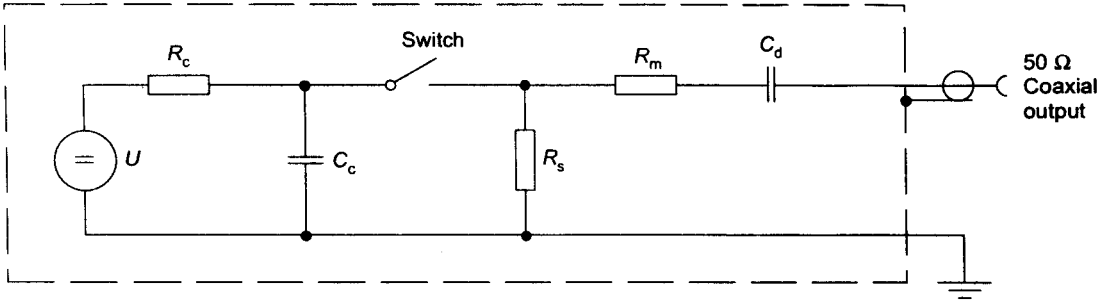 Switch
R_c
R_m
C_d
50 Ω
Coaxial
output
U
C_c
R_s